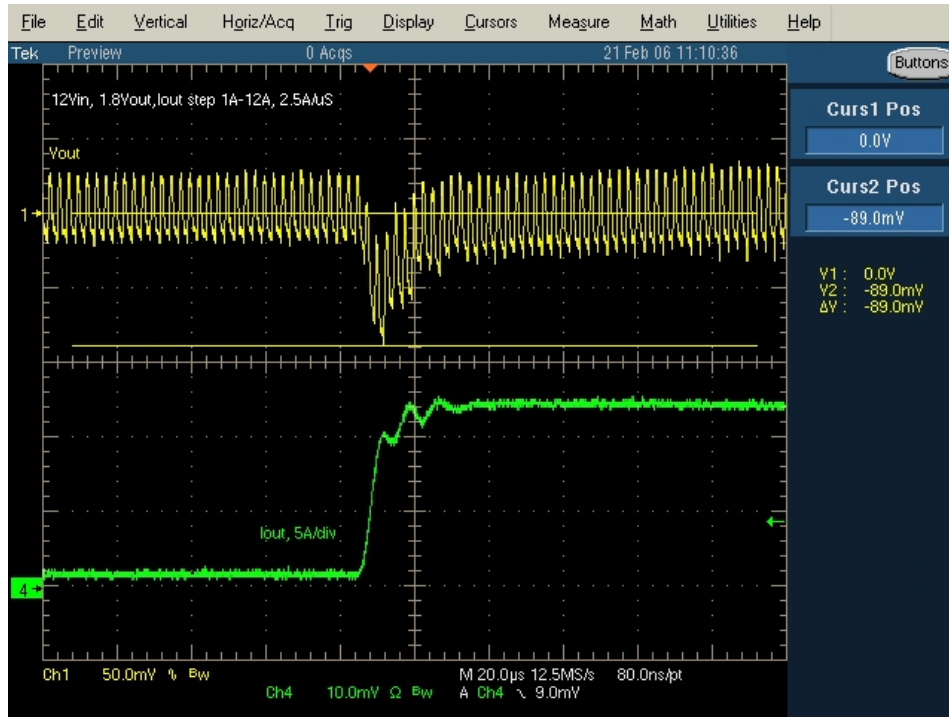 File Edit Vertical Horiz/Acq Trig Display Cursors Measure Math Utilities Help
Tek Preview 0 Acqs 21 Feb 06 11:10:36
Buttons
12Vin, 1.8Vout,Iout step 1A-12A, 2.5A/uS
Curs1 Pos
0.0V
Vout
Curs2 Pos
-89.0mV
1
V1: 0.0V
V2: -89.0mV
ΔV: -89.0mV
Iout, 5A/div
4
Ch1 50.0mV ∿ Bw M 20.0µs 12.5MS/s 80.0ns/pt
Ch4 10.0mV Ω Bw A Ch4 ∖ 9.0mV